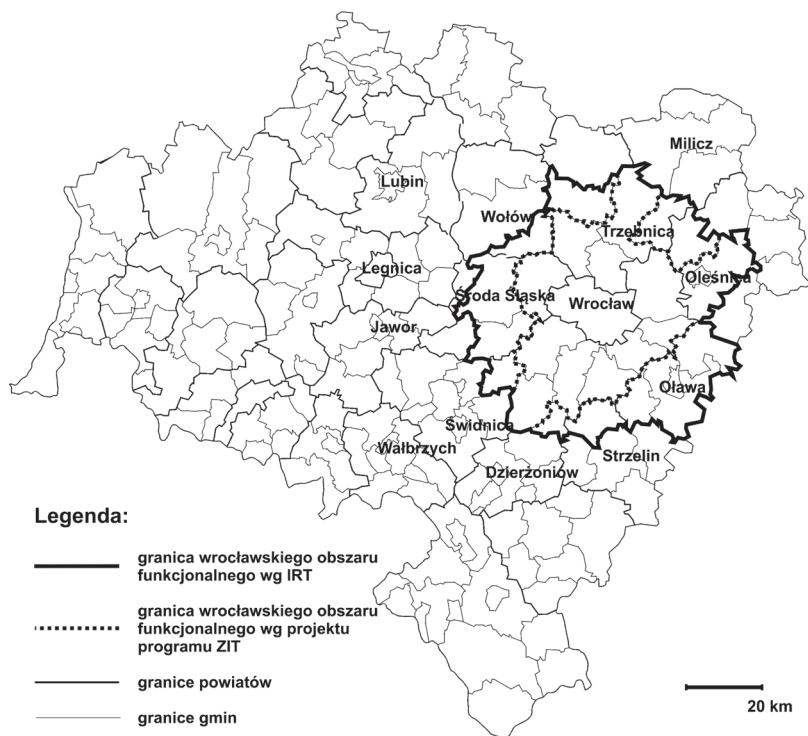 Milicz
Lubin
Wołów
Trzebnica
Legnica
Oleśnica
Środa Śląska
Wrocław
Jawor
Oława
Świdnica
Wałbrzych
Strzelin
Dzierżoniów
Legenda:
granica wrocławskiego obszaru
funkcjonalnego wg IRT
granica wrocławskiego obszaru
funkcjonalnego wg projektu
programu ZIT
granice powiatów
granice gmin
20 km